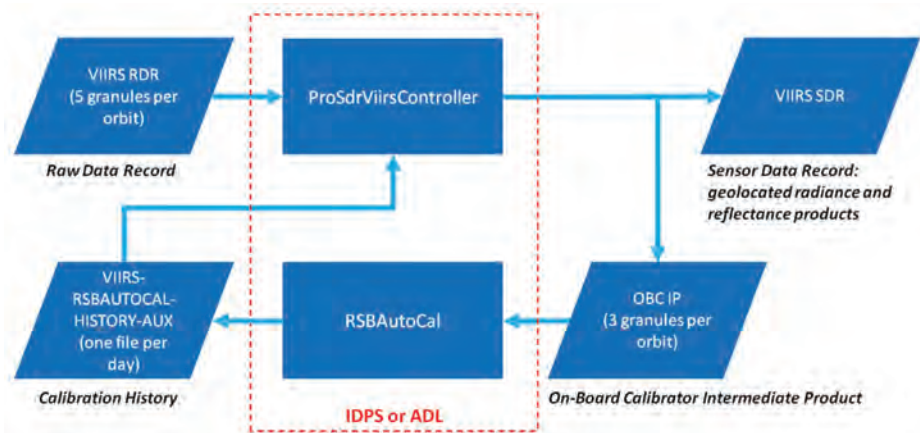 VIIRS RDR
(5 granules per
orbit)
Raw Data Record
ProSdrViirsController
VIIRS SDR
Sensor Data Record:
geolocated radiance and
reflectance products
VIIRS-
RSBAUTOCAL-
HISTORY-AUX
(one file per
day)
Calibration History
RSBAutoCal
OBC IP
(3 granules per
orbit)
On-Board Calibrator Intermediate Product
IDPS or ADL